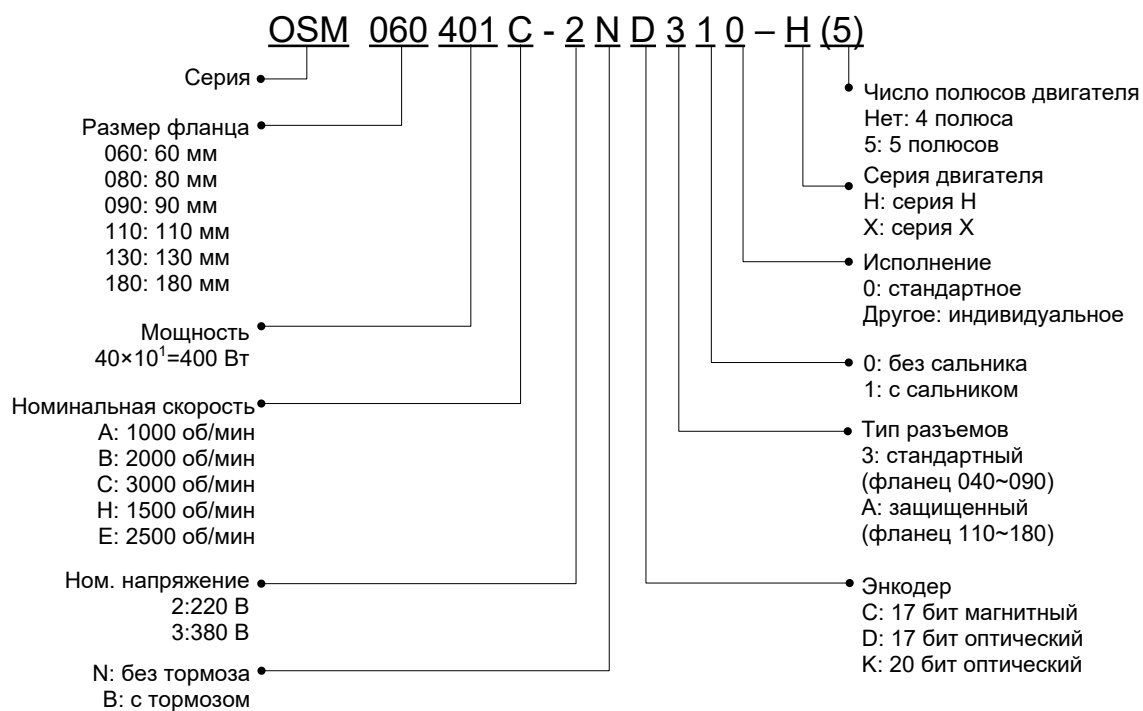 OSM 060 401 C - 2 N D 3 1 0 – H (5)
Серия
Размер фланца
060: 60 мм
080: 80 мм
090: 90 мм
110: 110 мм
130: 130 мм
180: 180 мм
Мощность
40×10¹=400 Вт
Номинальная скорость
A: 1000 об/мин
B: 2000 об/мин
C: 3000 об/мин
H: 1500 об/мин
E: 2500 об/мин
Ном. напряжение
2:220 В
3:380 В
N: без тормоза
B: с тормозом
Число полюсов двигателя
Нет: 4 полюса
5: 5 полюсов
Серия двигателя
H: серия H
X: серия X
Исполнение
0: стандартное
Другое: индивидуальное
0: без сальника
1: с сальником
Тип разъемов
3: стандартный
(фланец 040~090)
A: защищенный
(фланец 110~180)
Энкодер
C: 17 бит магнитный
D: 17 бит оптический
K: 20 бит оптический